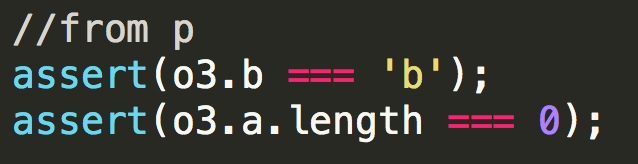 //from p
assert(o3.b === 'b');
assert(o3.a.length === 0);